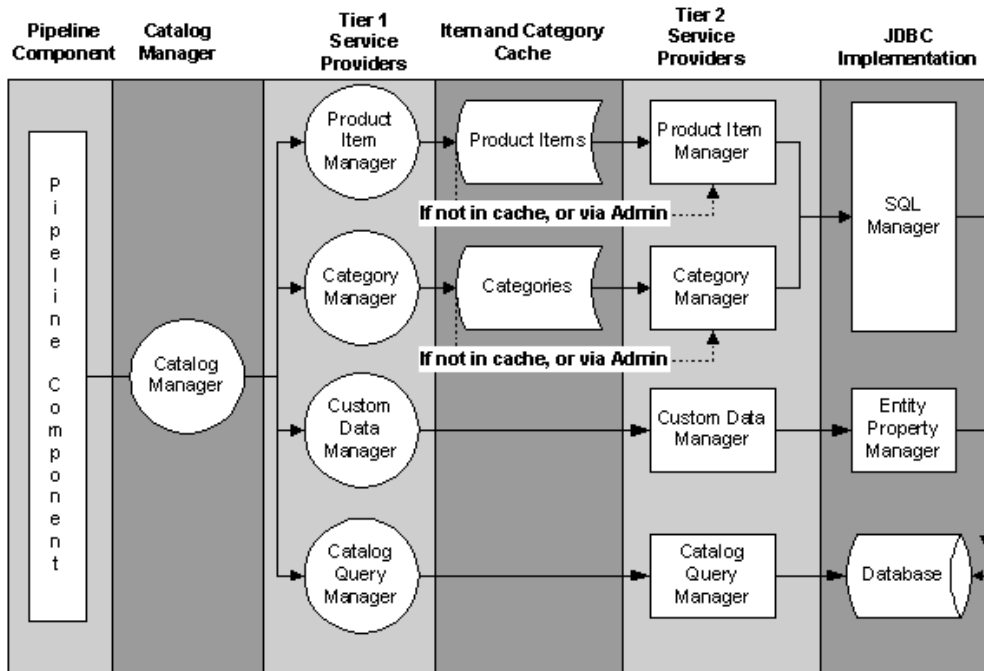 Pipeline
Component
Catalog
Manager
Tier 1
Service
Providers
Item and Category
Cache
Tier 2
Service
Providers
JDBC
Implementation
Pipeline Component
Catalog
Manager
Product
Item
Manager
Product Items
Product Item
Manager
If not in cache, or via Admin
SQL
Manager
Category
Manager
Categories
Category
Manager
If not in cache, or via Admin
Custom
Data
Manager
Custom Data
Manager
Entity
Property
Manager
Catalog
Query
Manager
Catalog
Query
Manager
Database